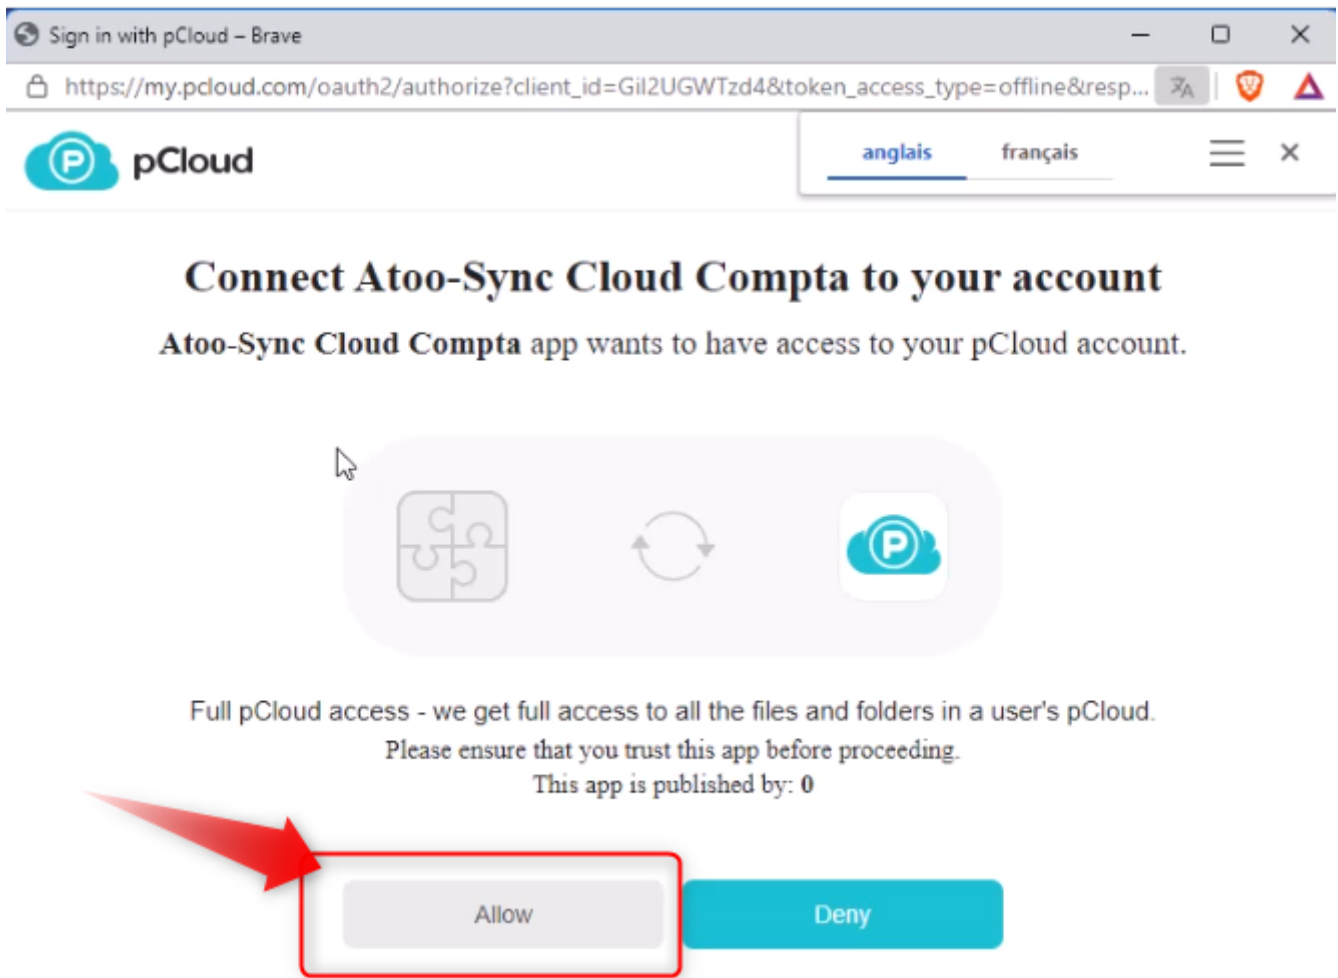 Sign in with pCloud – Brave
https://my.pcloud.com/oauth2/authorize?client_id=Gil2UGWTzd4&token_access_type=offline&resp...
pCloud
anglais français
Connect Atoo-Sync Cloud Compta to your account
Atoo-Sync Cloud Compta app wants to have access to your pCloud account.
Full pCloud access - we get full access to all the files and folders in a user's pCloud.
Please ensure that you trust this app before proceeding.
This app is published by: 0
Allow Deny